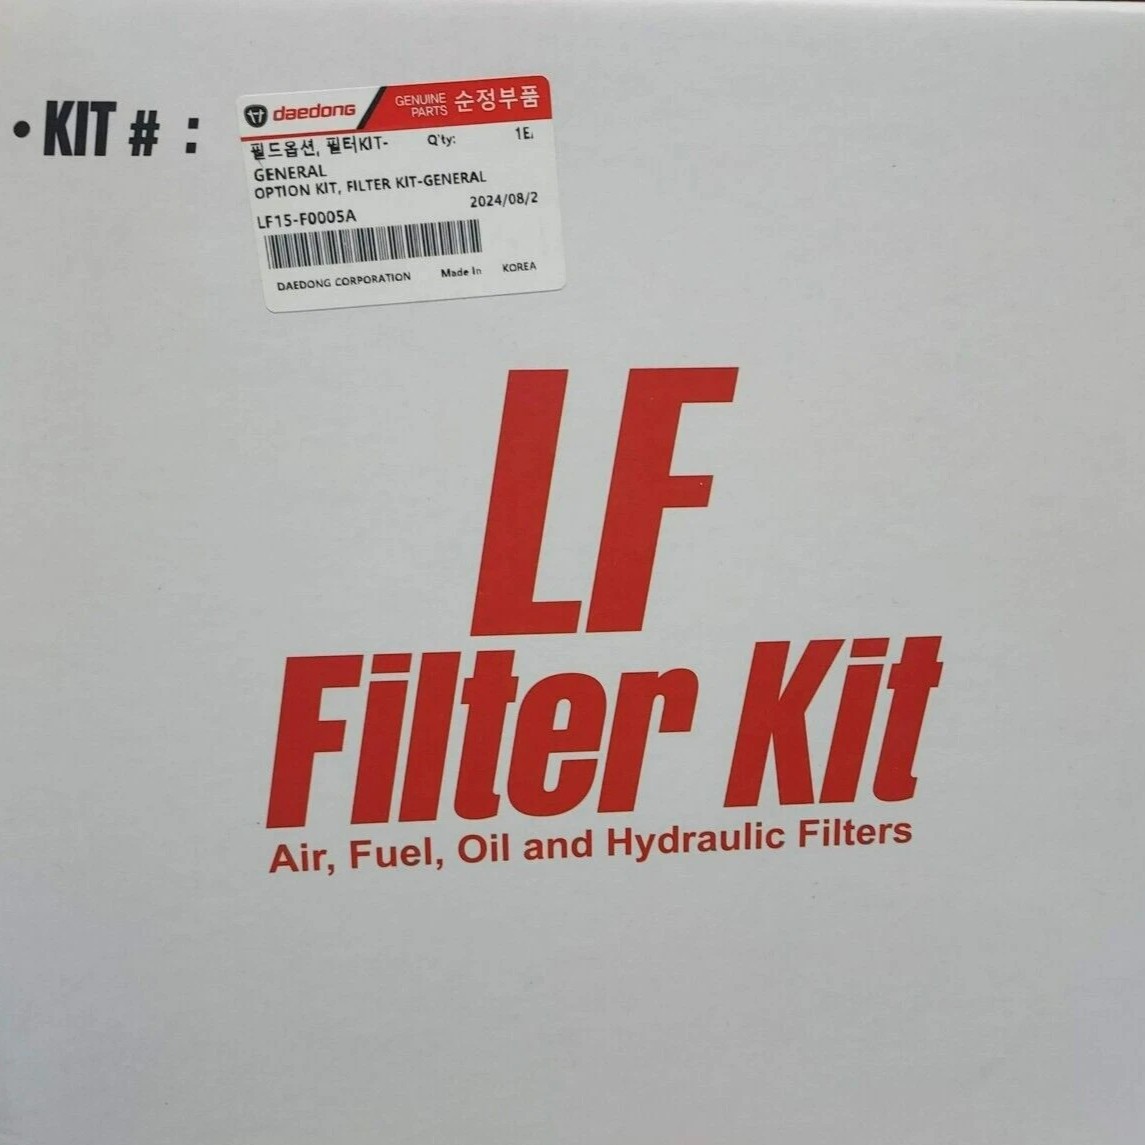 • KIT # :
daedong GENUINE PARTS 순정부품
필드옵션, 필터KIT- Q'ty: 1E
GENERAL
OPTION KIT, FILTER KIT-GENERAL
2024/08/2
LF15-F0005A
DAEDONG CORPORATION Made In KOREA
LF
Filter Kit
Air, Fuel, Oil and Hydraulic Filters